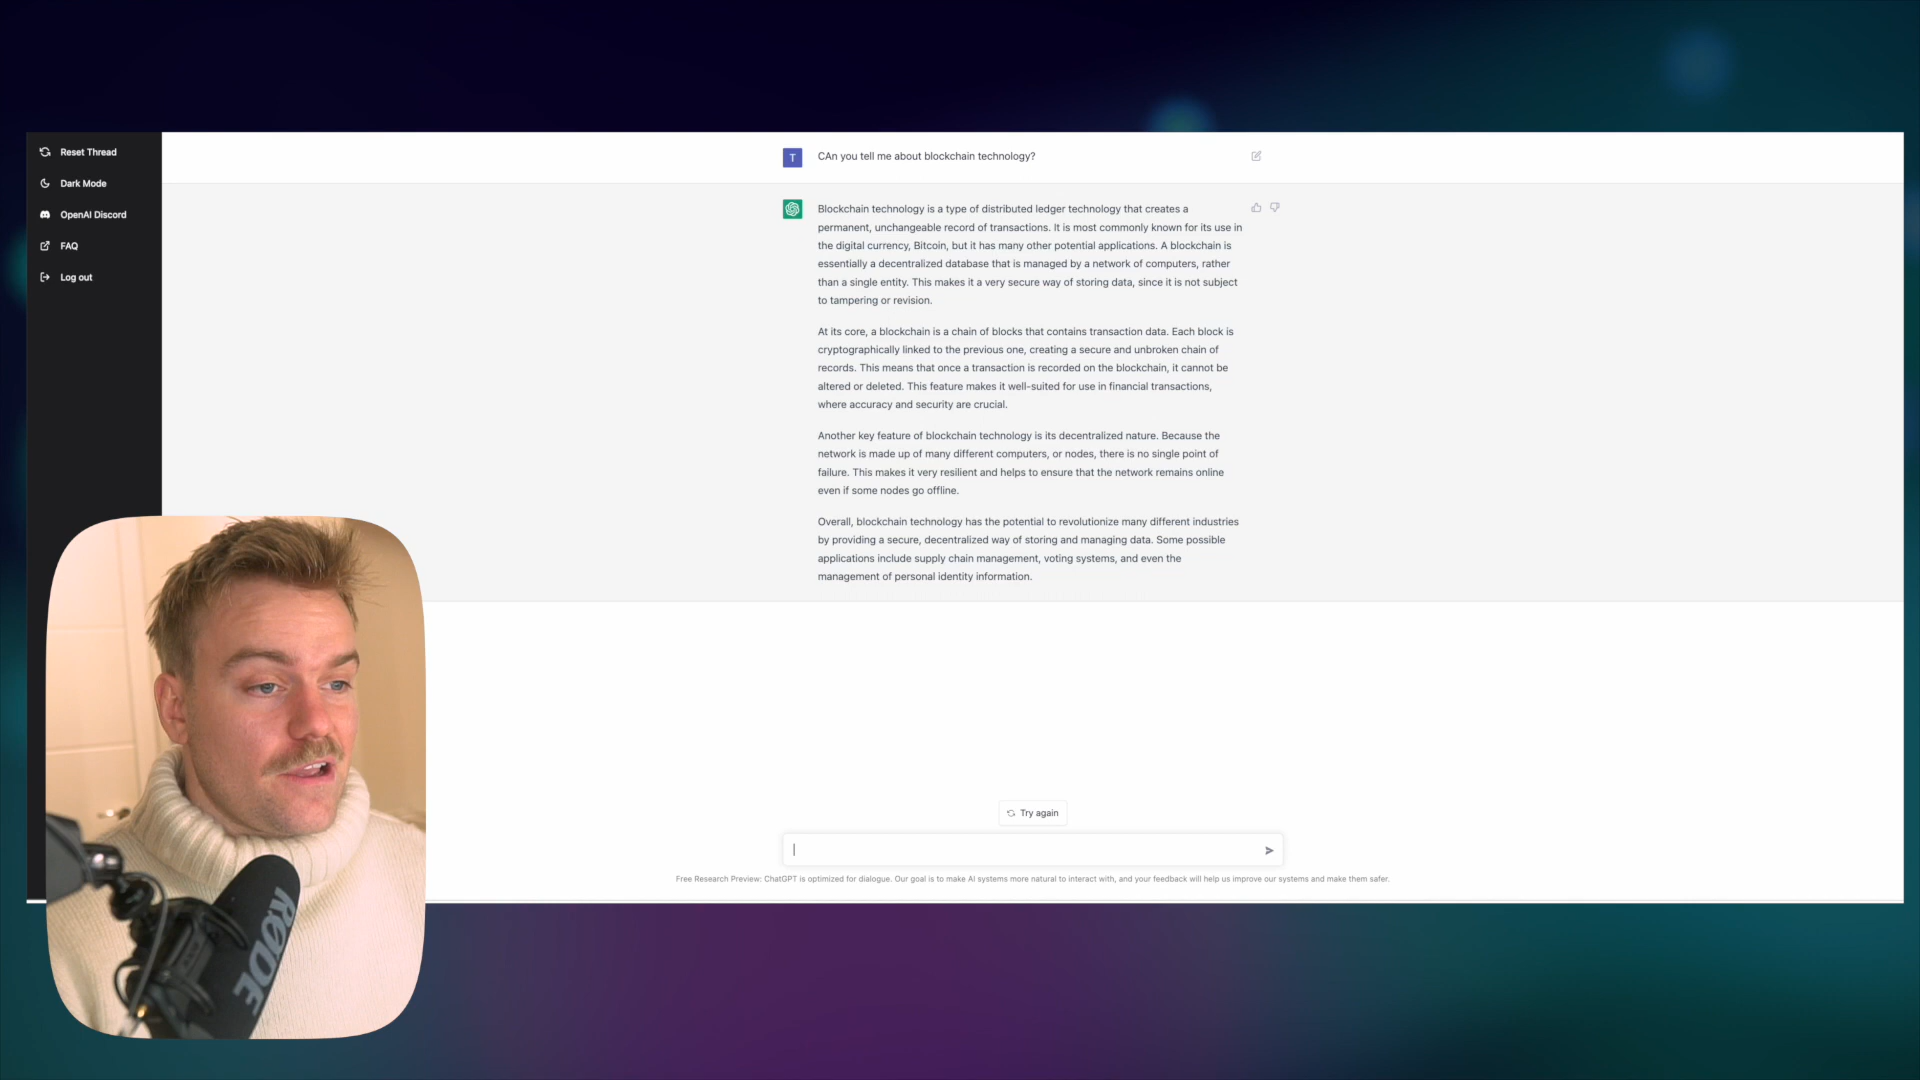 Reset Thread
Dark Mode
OpenAI Discord
FAQ
Log out
T
CAn you tell me about blockchain technology?
Blockchain technology is a type of distributed ledger technology that creates a
permanent, unchangeable record of transactions. It is most commonly known for its use in
the digital currency, Bitcoin, but it has many other potential applications. A blockchain is
essentially a decentralized database that is managed by a network of computers, rather
than a single entity. This makes it a very secure way of storing data, since it is not subject
to tampering or revision.
At its core, a blockchain is a chain of blocks that contains transaction data. Each block is
cryptographically linked to the previous one, creating a secure and unbroken chain of
records. This means that once a transaction is recorded on the blockchain, it cannot be
altered or deleted. This feature makes it well-suited for use in financial transactions,
where accuracy and security are crucial.
Another key feature of blockchain technology is its decentralized nature. Because the
network is made up of many different computers, or nodes, there is no single point of
failure. This makes it very resilient and helps to ensure that the network remains online
even if some nodes go offline.
Overall, blockchain technology has the potential to revolutionize many different industries
by providing a secure, decentralized way of storing and managing data. Some possible
applications include supply chain management, voting systems, and even the
management of personal identity information.
Try again
Free Research Preview: ChatGPT is optimized for dialogue. Our goal is to make AI systems more natural to interact with, and your feedback will help us improve our systems and make them safer.
RØDE